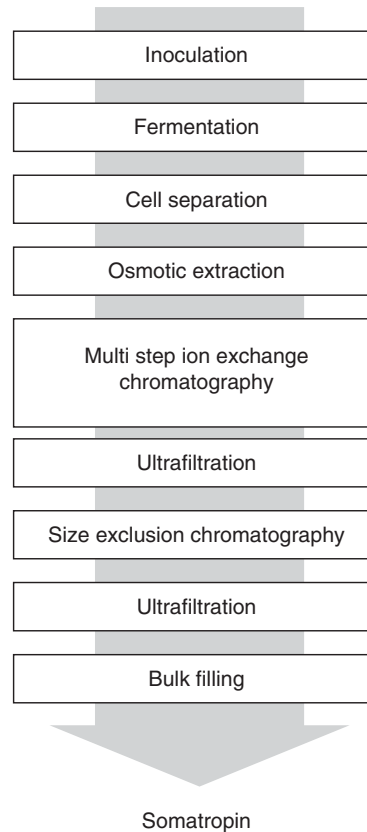 Inoculation
Fermentation
Cell separation
Osmotic extraction
Multi step ion exchange
chromatography
Ultrafiltration
Size exclusion chromatography
Ultrafiltration
Bulk filling
Somatropin